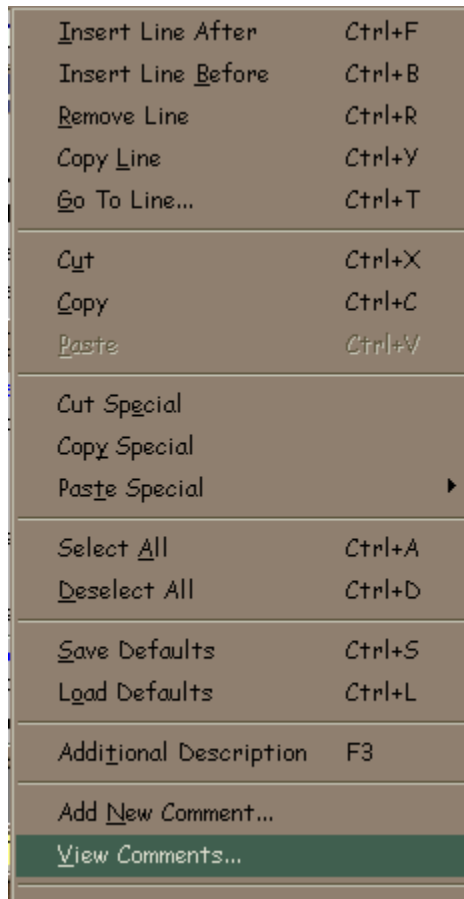 Insert Line After Ctrl+F
Insert Line Before Ctrl+B
Remove Line Ctrl+R
Copy Line Ctrl+Y
Go To Line... Ctrl+T
Cut Ctrl+X
Copy Ctrl+C
Paste Ctrl+V
Cut Special
Copy Special
Paste Special
Select All Ctrl+A
Deselect All Ctrl+D
Save Defaults Ctrl+S
Load Defaults Ctrl+L
Additional Description F3
Add New Comment...
View Comments...